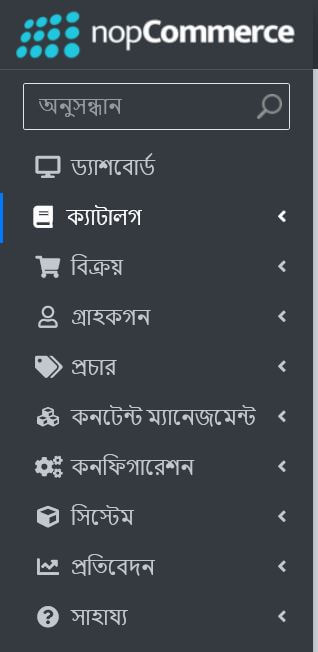 nopCommerce
অনুসন্ধান
ড্যাশবোর্ড
ক্যাটালগ
বিক্রয়
গ্রাহকগন
প্রচার
কনটেন্ট ম্যানেজমেন্ট
কনফিগারেশন
সিস্টেম
প্রতিবেদন
সাহায্য